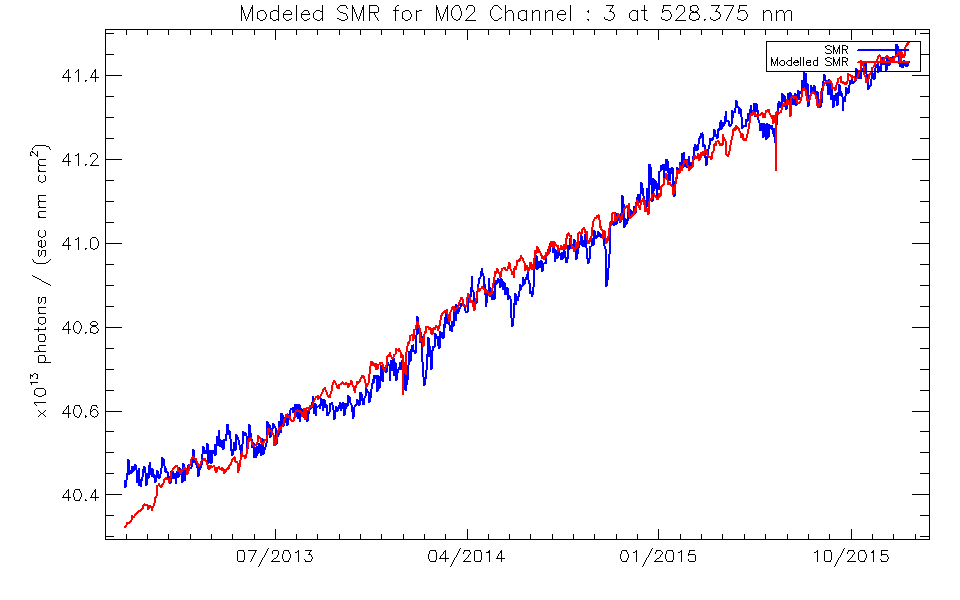 Modeled SMR for M02 Channel : 3 at 528.375 nm
SMR
Modelled SMR
41.4
41.2
41.0
40.8
40.6
40.4
x10¹³ photons / (sec nm cm²)
07/2013
04/2014
01/2015
10/2015